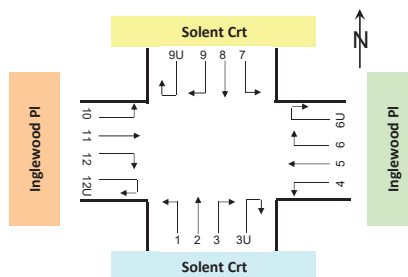 Solent Crt
N
9U 9 8 7
Inglewood Pl
10
11
12
12U
6U
6
5
4
Inglewood Pl
1 2 3 3U
Solent Crt